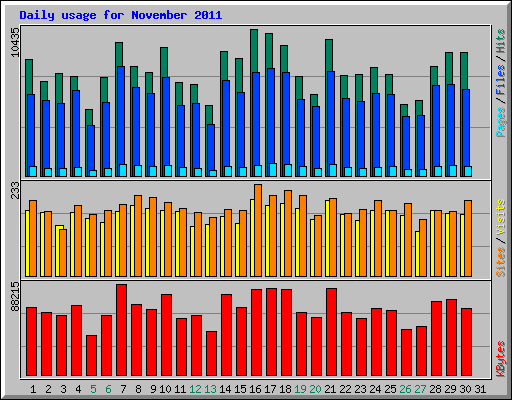 Daily usage for November 2011
10435
Pages/Files/Hits
233
Sites/Visits
88215
KBytes
1 2 3 4 5 6 7 8 9 10 11 12 13 14 15 16 17 18 19 20 21 22 23 24 25 26 27 28 29 30 31